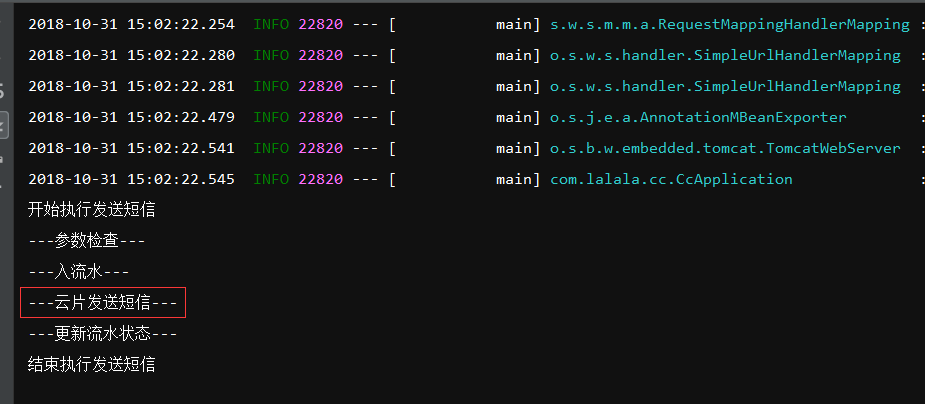 2018-10-31 15:02:22.254  INFO 22820 --- [           main] s.w.s.m.m.a.RequestMappingHandlerMapping :
2018-10-31 15:02:22.280  INFO 22820 --- [           main] o.s.w.s.handler.SimpleUrlHandlerMapping  :
2018-10-31 15:02:22.281  INFO 22820 --- [           main] o.s.w.s.handler.SimpleUrlHandlerMapping  :
2018-10-31 15:02:22.479  INFO 22820 --- [           main] o.s.j.e.a.AnnotationMBeanExporter        :
2018-10-31 15:02:22.541  INFO 22820 --- [           main] o.s.b.w.embedded.tomcat.TomcatWebServer  :
2018-10-31 15:02:22.545  INFO 22820 --- [           main] com.lalala.cc.CcApplication              :
开始执行发送短信
---参数检查---
---入流水---
---云片发送短信---
---更新流水状态---
结束执行发送短信